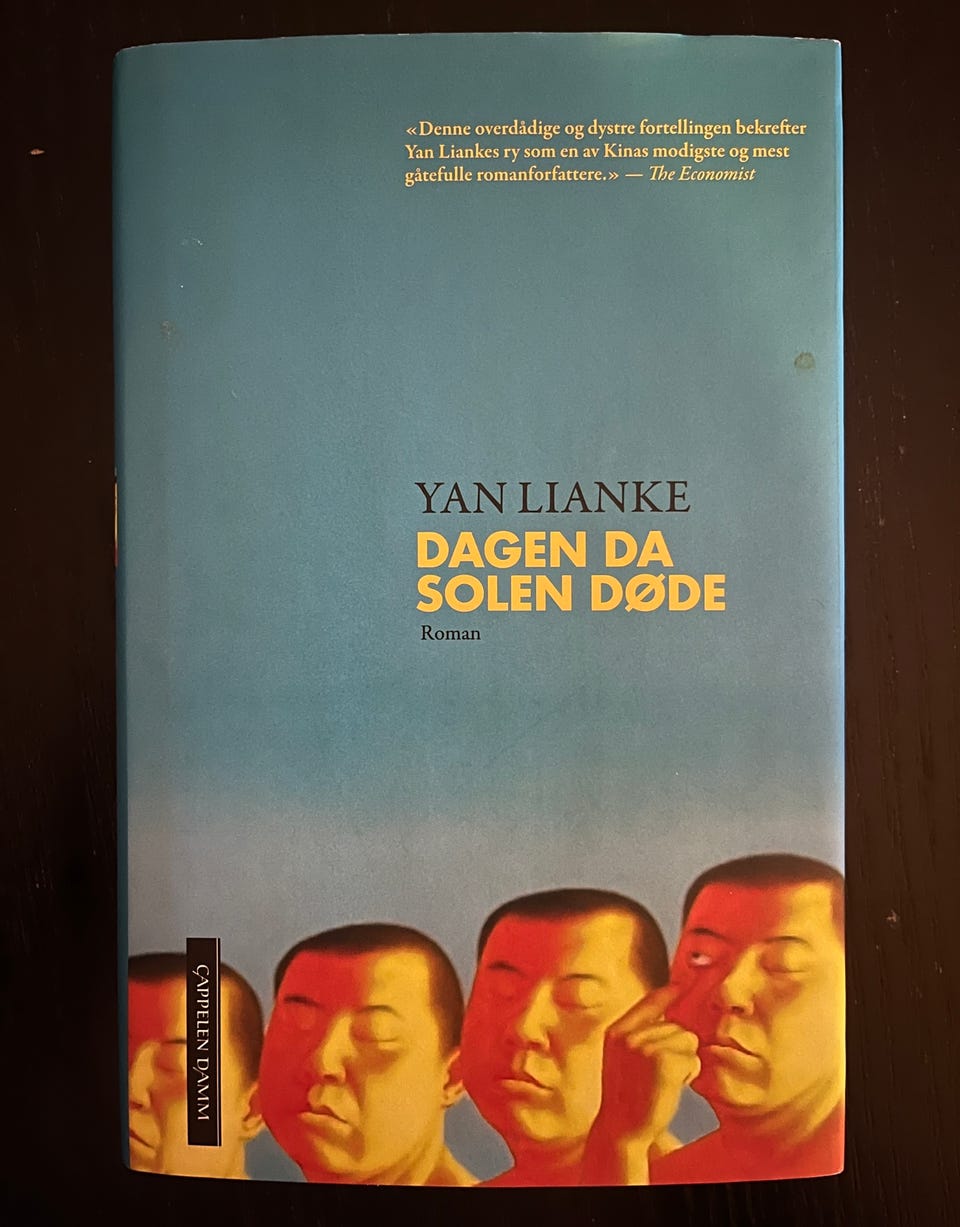 «Denne overdådige og dystre fortellingen bekrefter
Yan Liankes ry som en av Kinas modigste og mest
gåtefulle romanforfattere.» — The Economist
YAN LIANKE
DAGEN DA
SOLEN DØDE
Roman
CAPPELEN DAMM